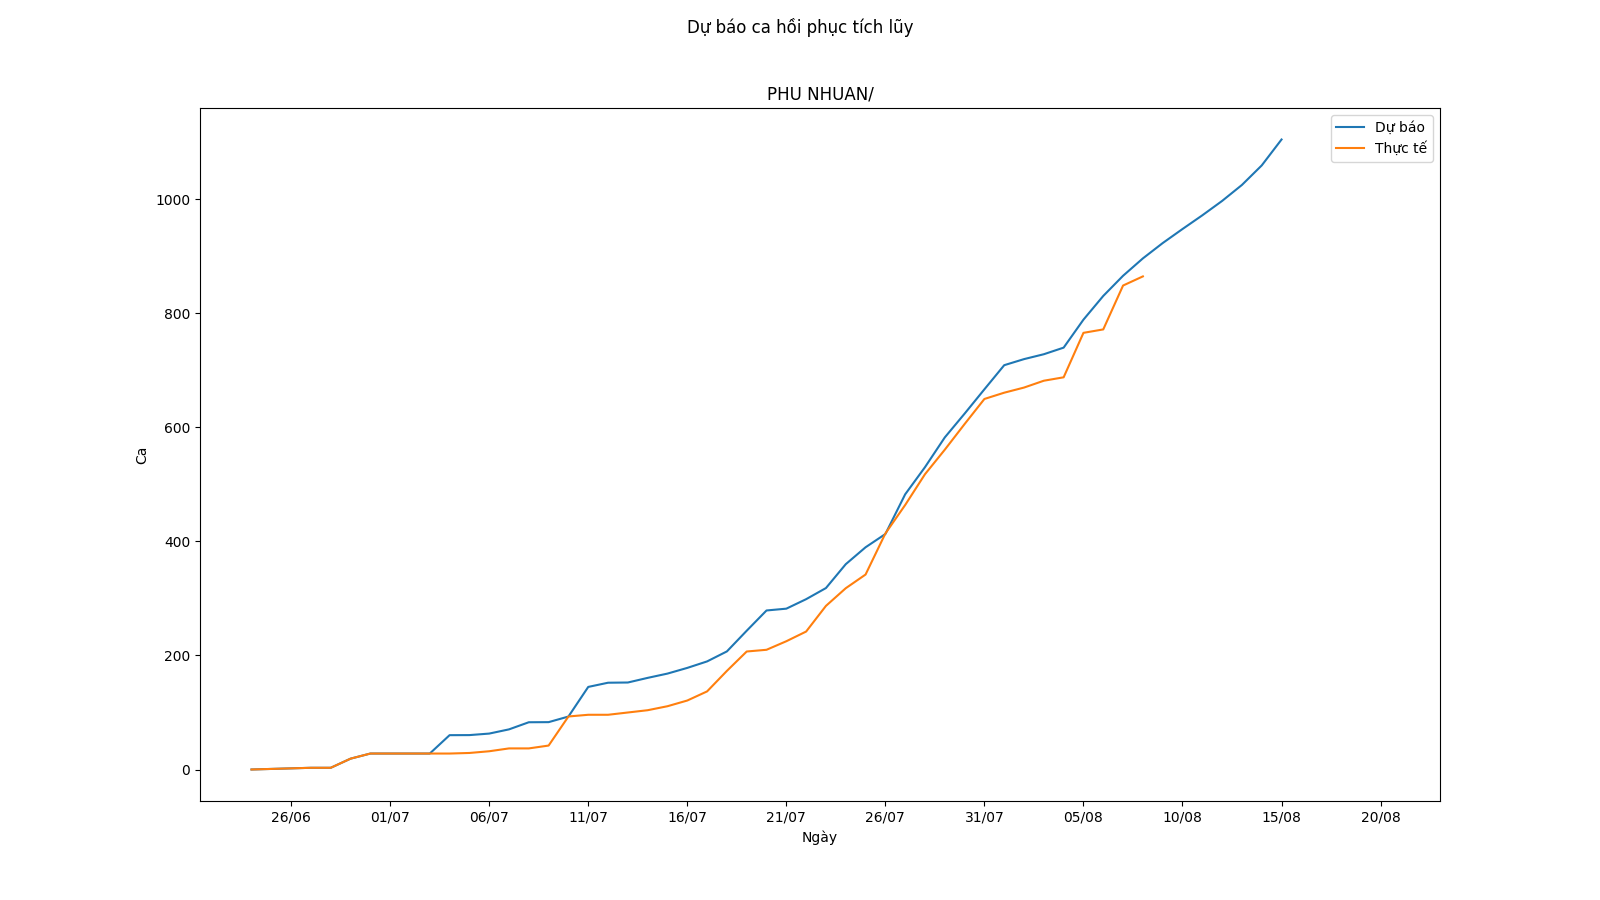 Dự báo ca hồi phục tích lũy
PHU NHUAN/
Dự báo
Thực tế
1000
800
600
400
200
0
Ca
26/06 01/07 06/07 11/07 16/07 21/07 26/07 31/07 05/08 10/08 15/08 20/08
Ngày